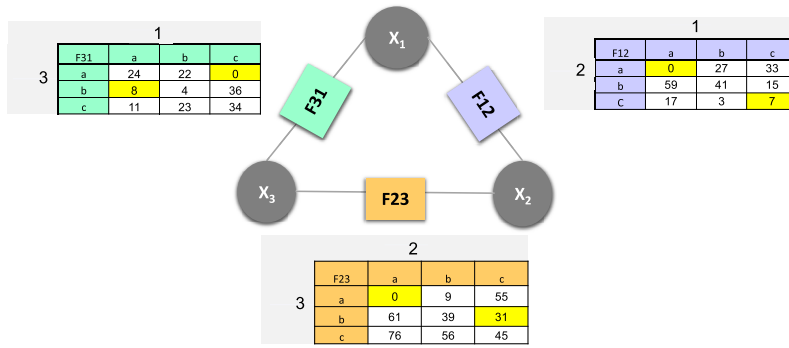 1
F31 a b c
3
a 24 22 0
b 8 4 36
c 11 23 34
X1
1
F12 a b c
2
a 0 27 33
b 59 41 15
C 17 3 7
F31
F12
X3
F23
X2
2
F23 a b c
3
a 0 9 55
b 61 39 31
c 76 56 45